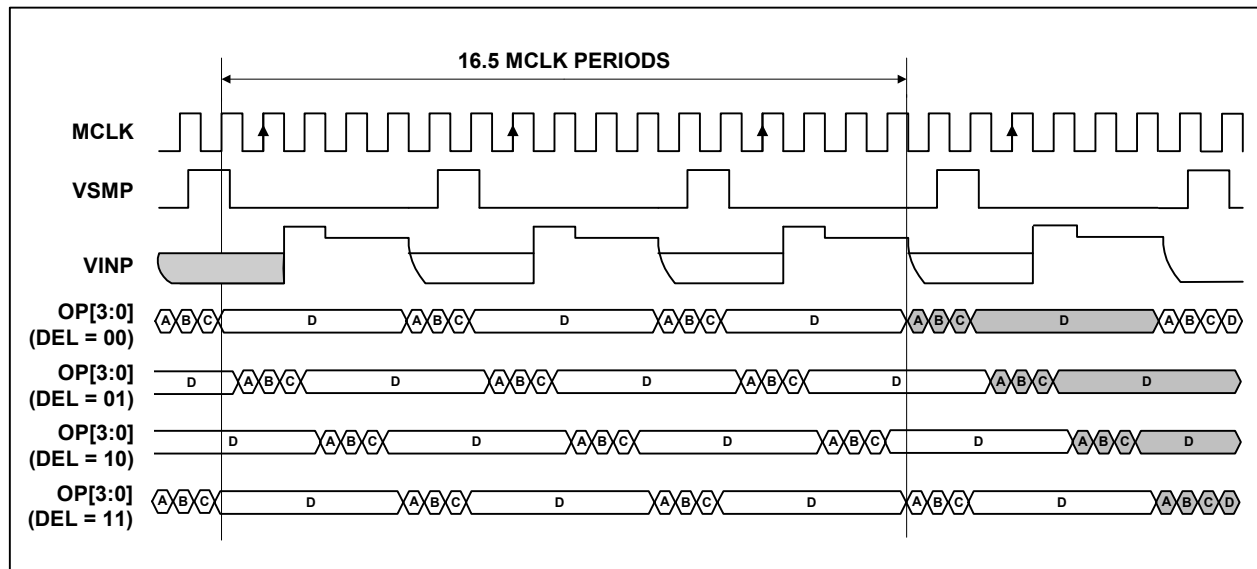 16.5 MCLK PERIODS
MCLK
VSMP
VINP
OP[3:0]
(DEL = 00)
A B C D A B C D A B C D A B C D A B C D
OP[3:0]
(DEL = 01)
D A B C D A B C D A B C D A B C D
OP[3:0]
(DEL = 10)
D A B C D A B C D A B C D A B C D
OP[3:0]
(DEL = 11)
A B C D A B C D A B C D A B C D A B C D